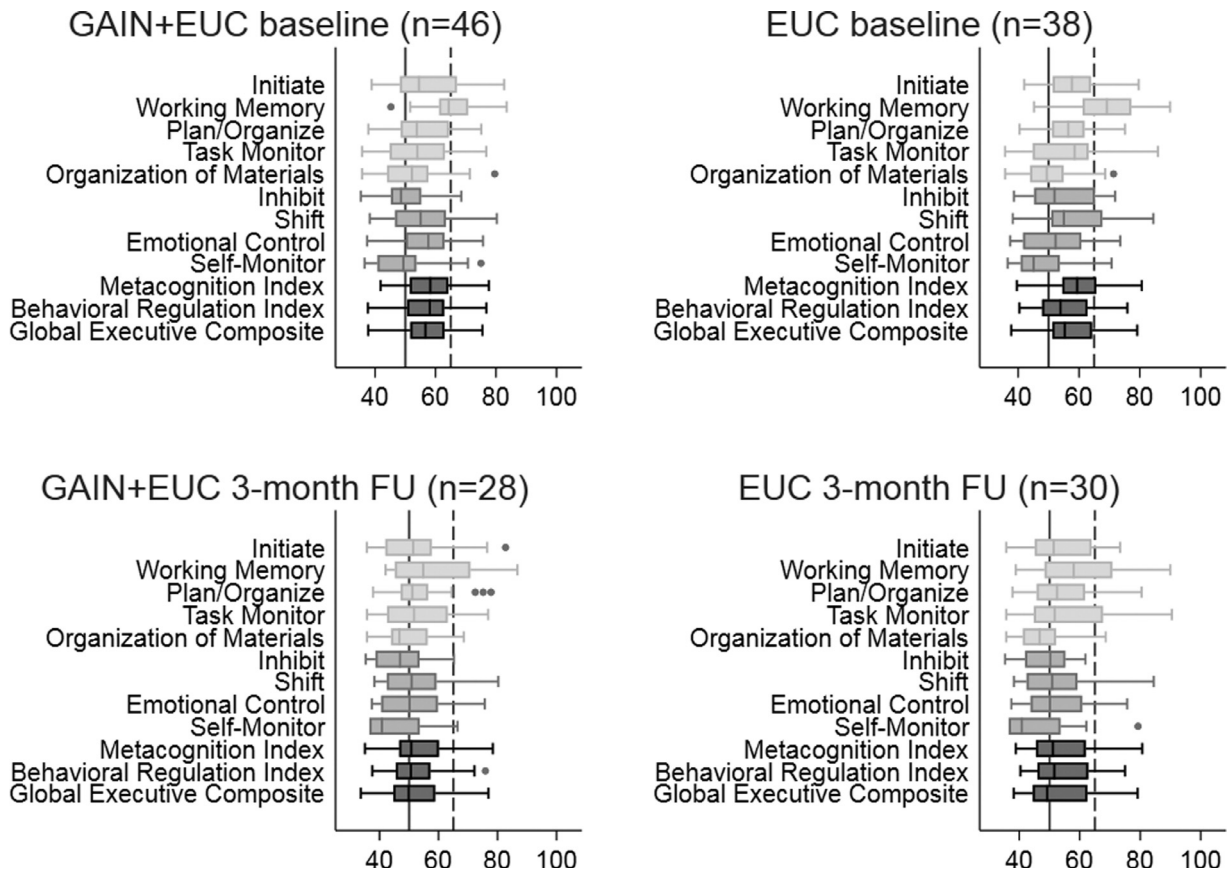 GAIN+EUC baseline (n=46)
Initiate
Working Memory
Plan/Organize
Task Monitor
Organization of Materials
Inhibit
Shift
Emotional Control
Self-Monitor
Metacognition Index
Behavioral Regulation Index
Global Executive Composite
40 60 80 100
EUC baseline (n=38)
Initiate
Working Memory
Plan/Organize
Task Monitor
Organization of Materials
Inhibit
Shift
Emotional Control
Self-Monitor
Metacognition Index
Behavioral Regulation Index
Global Executive Composite
40 60 80 100
GAIN+EUC 3-month FU (n=28)
Initiate
Working Memory
Plan/Organize
Task Monitor
Organization of Materials
Inhibit
Shift
Emotional Control
Self-Monitor
Metacognition Index
Behavioral Regulation Index
Global Executive Composite
40 60 80 100
EUC 3-month FU (n=30)
Initiate
Working Memory
Plan/Organize
Task Monitor
Organization of Materials
Inhibit
Shift
Emotional Control
Self-Monitor
Metacognition Index
Behavioral Regulation Index
Global Executive Composite
40 60 80 100